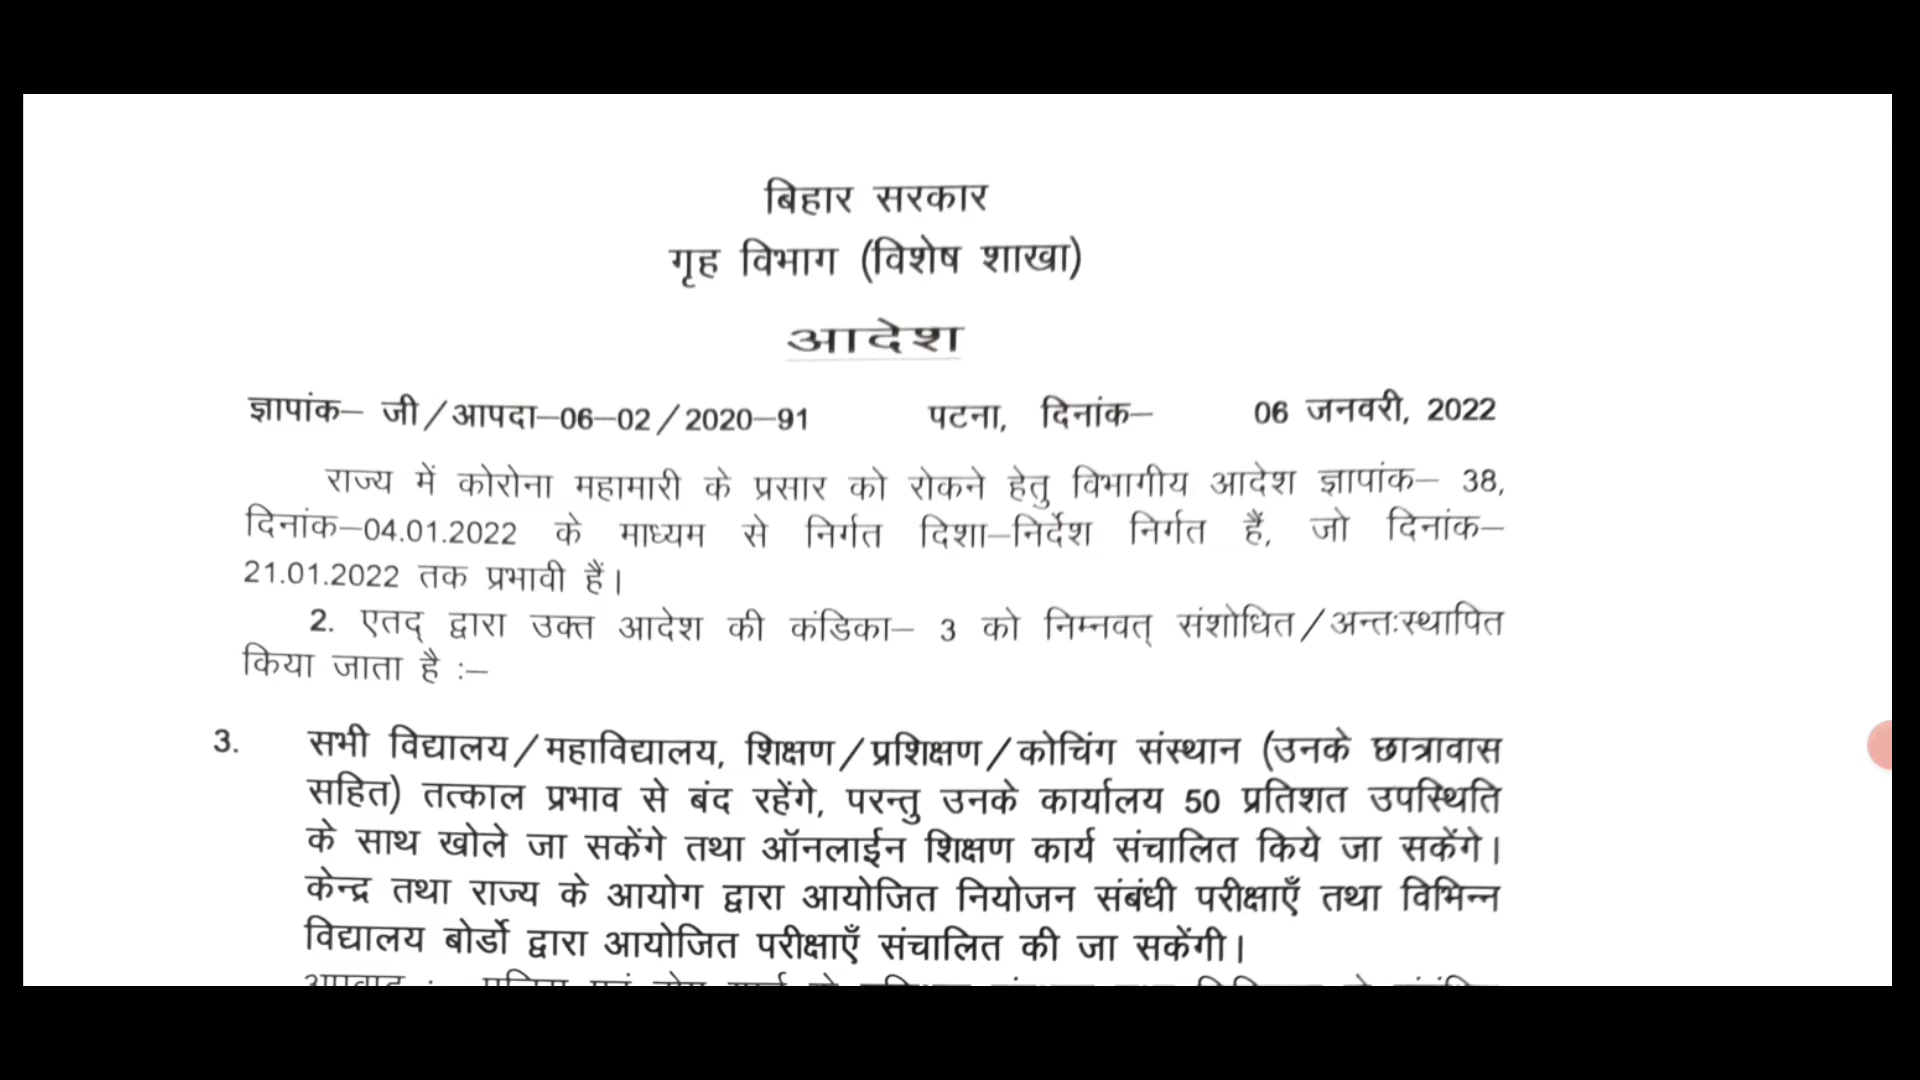 बिहार सरकार
गृह विभाग (विशेष शाखा)
आदेश
ज्ञापांक– जी/आपदा–06–02/2020–91 पटना, दिनांक– 06 जनवरी, 2022
राज्य में कोरोना महामारी के प्रसार को रोकने हेतु विभागीय आदेश ज्ञापांक– 38,
दिनांक–04.01.2022 के माध्यम से निर्गत दिशा–निर्देश निर्गत हैं, जो दिनांक–
21.01.2022 तक प्रभावी हैं।
2. एतद् द्वारा उक्त आदेश की कंडिका– 3 को निम्नवत् संशोधित/अन्तःस्थापित
किया जाता है :–
3. सभी विद्यालय/महाविद्यालय, शिक्षण/प्रशिक्षण/कोचिंग संस्थान (उनके छात्रावास
सहित) तत्काल प्रभाव से बंद रहेंगे, परन्तु उनके कार्यालय 50 प्रतिशत उपस्थिति
के साथ खोले जा सकेंगे तथा ऑनलाईन शिक्षण कार्य संचालित किये जा सकेंगे।
केन्द्र तथा राज्य के आयोग द्वारा आयोजित नियोजन संबंधी परीक्षाएँ तथा विभिन्न
विद्यालय बोर्डो द्वारा आयोजित परीक्षाएँ संचालित की जा सकेंगी।